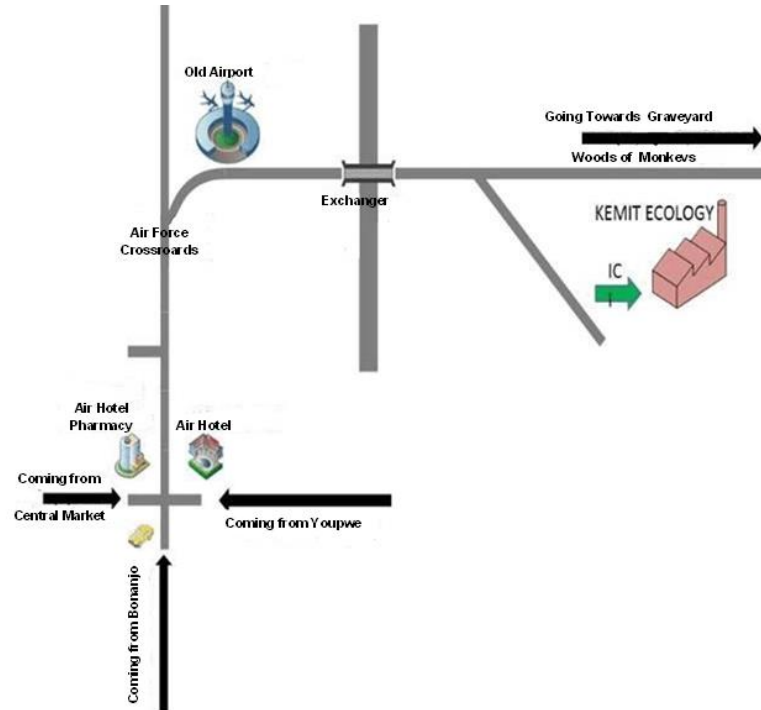 Old Airport
Going Towards Graveyard
Woods of Monkevs
Exchanger
KEMIT ECOLOGY
Air Force
Crossroards
IC
I
Air Hotel
Pharmacy
Air Hotel
Coming from
Central Market
Coming from Youpwe
Coming from Bonanjo